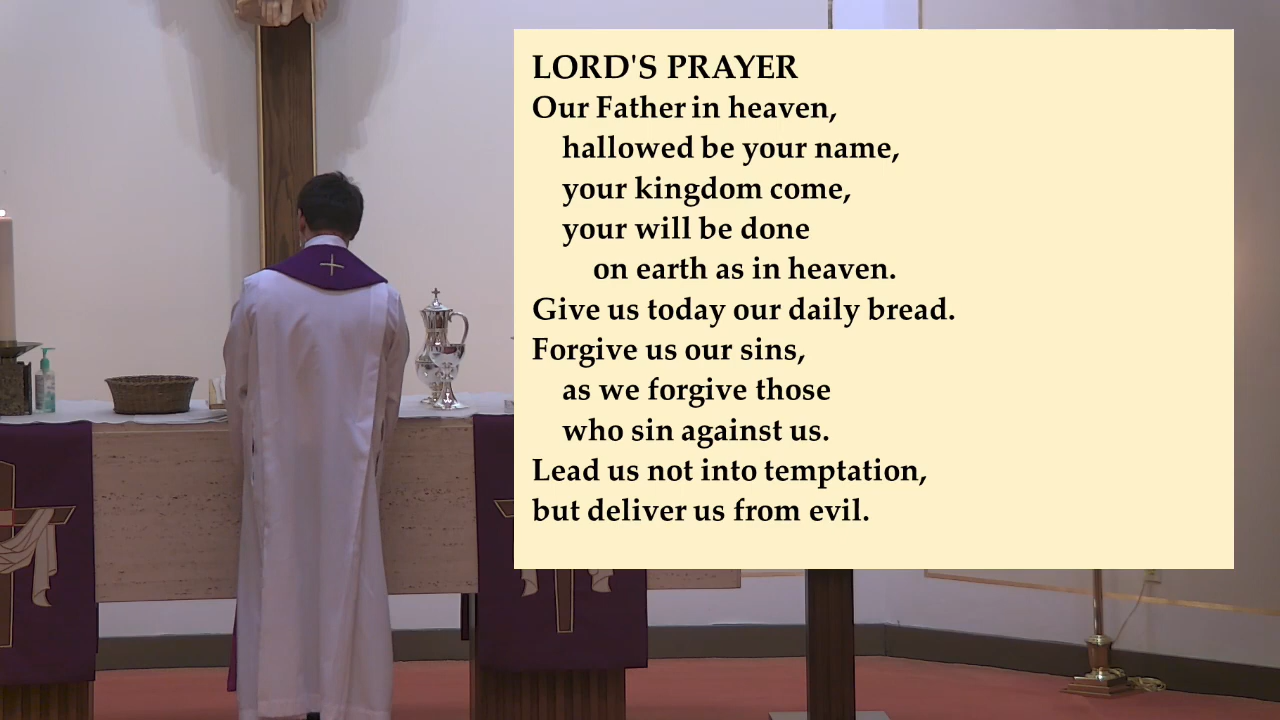 LORD'S PRAYER
Our Father in heaven,
hallowed be your name,
your kingdom come,
your will be done
on earth as in heaven.
Give us today our daily bread.
Forgive us our sins,
as we forgive those
who sin against us.
Lead us not into temptation,
but deliver us from evil.